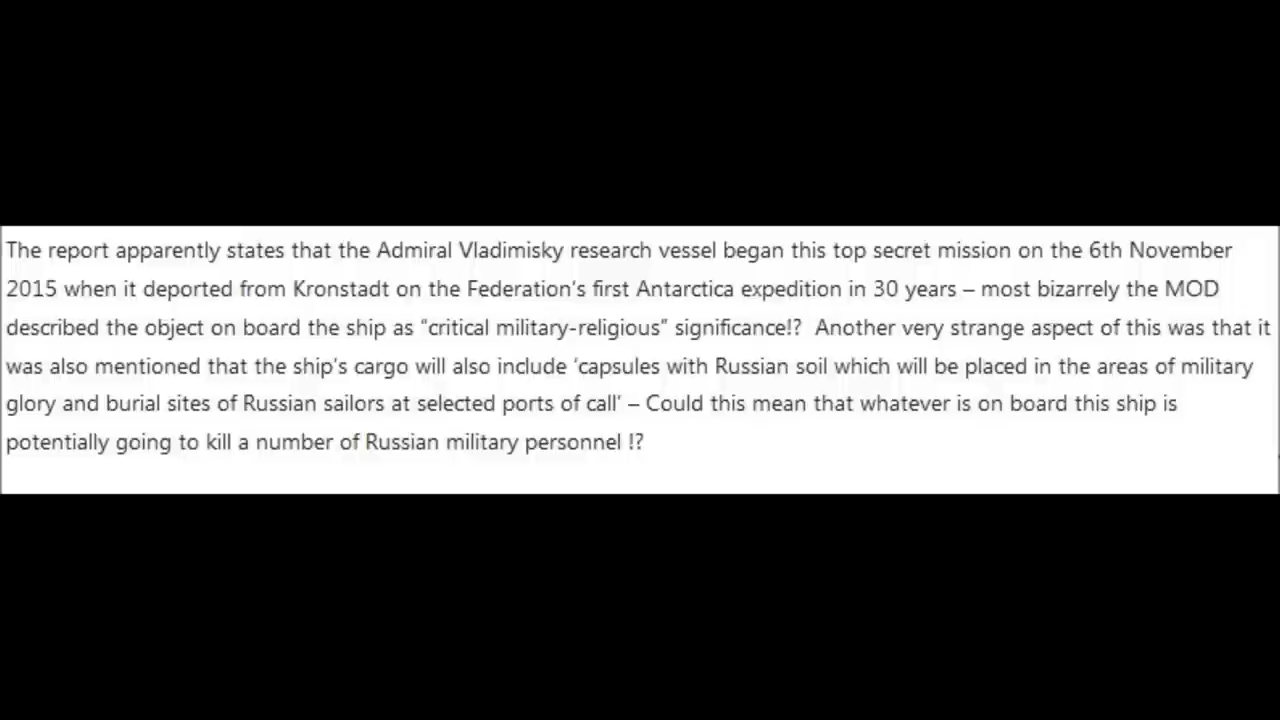 The report apparently states that the Admiral Vladimisky research vessel began this top secret mission on the 6th November
2015 when it deported from Kronstadt on the Federation's first Antarctica expedition in 30 years – most bizarrely the MOD
described the object on board the ship as “critical military-religious” significance!?  Another very strange aspect of this was that it
was also mentioned that the ship's cargo will also include ‘capsules with Russian soil which will be placed in the areas of military
glory and burial sites of Russian sailors at selected ports of call’ – Could this mean that whatever is on board this ship is
potentially going to kill a number of Russian military personnel !?